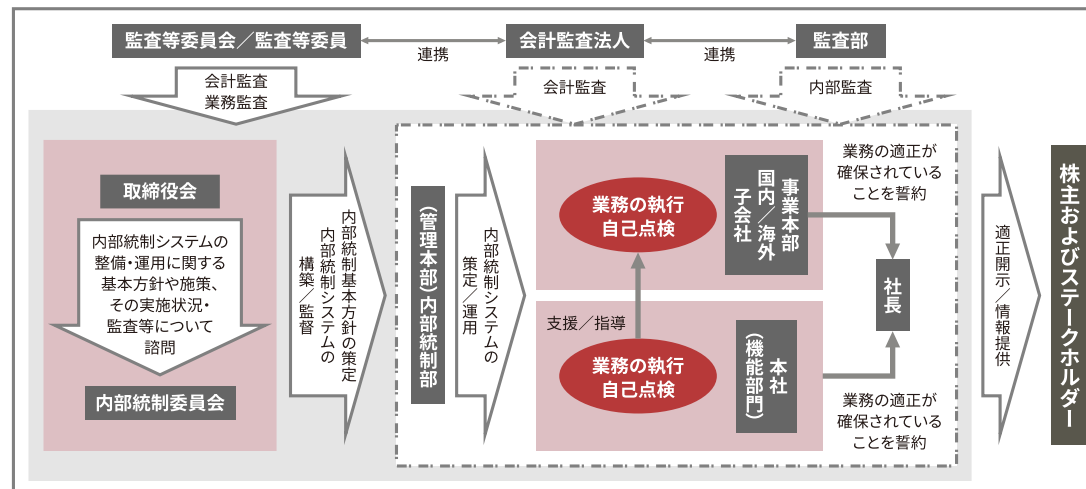 監査等委員会／監査等委員
連携
会計監査法人
連携
監査部
会計監査
業務監査
会計監査
内部監査
取締役会
内部統制システムの
整備・運用に関する
基本方針や施策、
その実施状況・
監査等について
諮問
内部統制委員会
内部統制基本方針の策定
内部統制システムの
構築／監督
（管理本部）内部統制部
内部統制システムの
策定／運用
業務の執行
自己点検
事業本部
国内／海外
子会社
支援／指導
業務の執行
自己点検
本社
（機能部門）
業務の適正が
確保されている
ことを誓約
社長
業務の適正が
確保されている
ことを誓約
適正開示／情報提供
株主およびステークホルダー